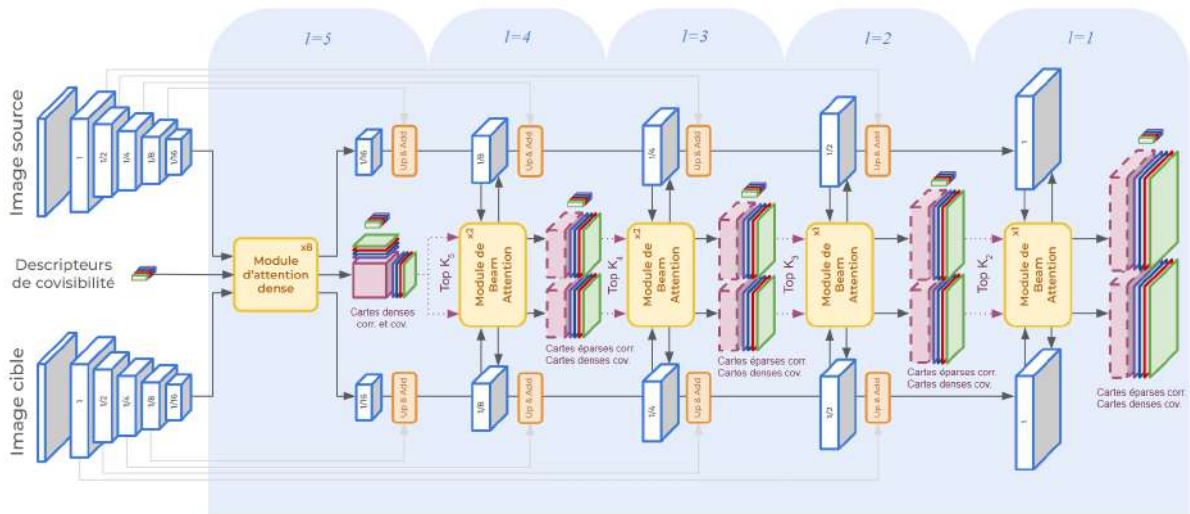 l=5
l=4
l=3
l=2
l=1
Image source
1
1/2
1/4
1/8
1/16
1/16
Up & Add
1/8
Up & Add
1/4
Up & Add
1/2
Up & Add
1
Descripteurs
de covisibilité
x8
Module
d'attention
dense
Cartes denses
corr. et cov.
Top K5
x2
Module de
Beam
Attention
Cartes éparses corr.
Cartes denses cov.
Top K4
x2
Module de
Beam
Attention
Cartes éparses corr.
Cartes denses cov.
Top K3
x1
Module de
Beam
Attention
Cartes éparses corr.
Cartes denses cov.
Top K2
x1
Module de
Beam
Attention
Cartes éparses corr.
Cartes denses cov.
Image cible
1
1/2
1/4
1/8
1/16
1/16
Up & Add
1/8
Up & Add
1/4
Up & Add
1/2
Up & Add
1